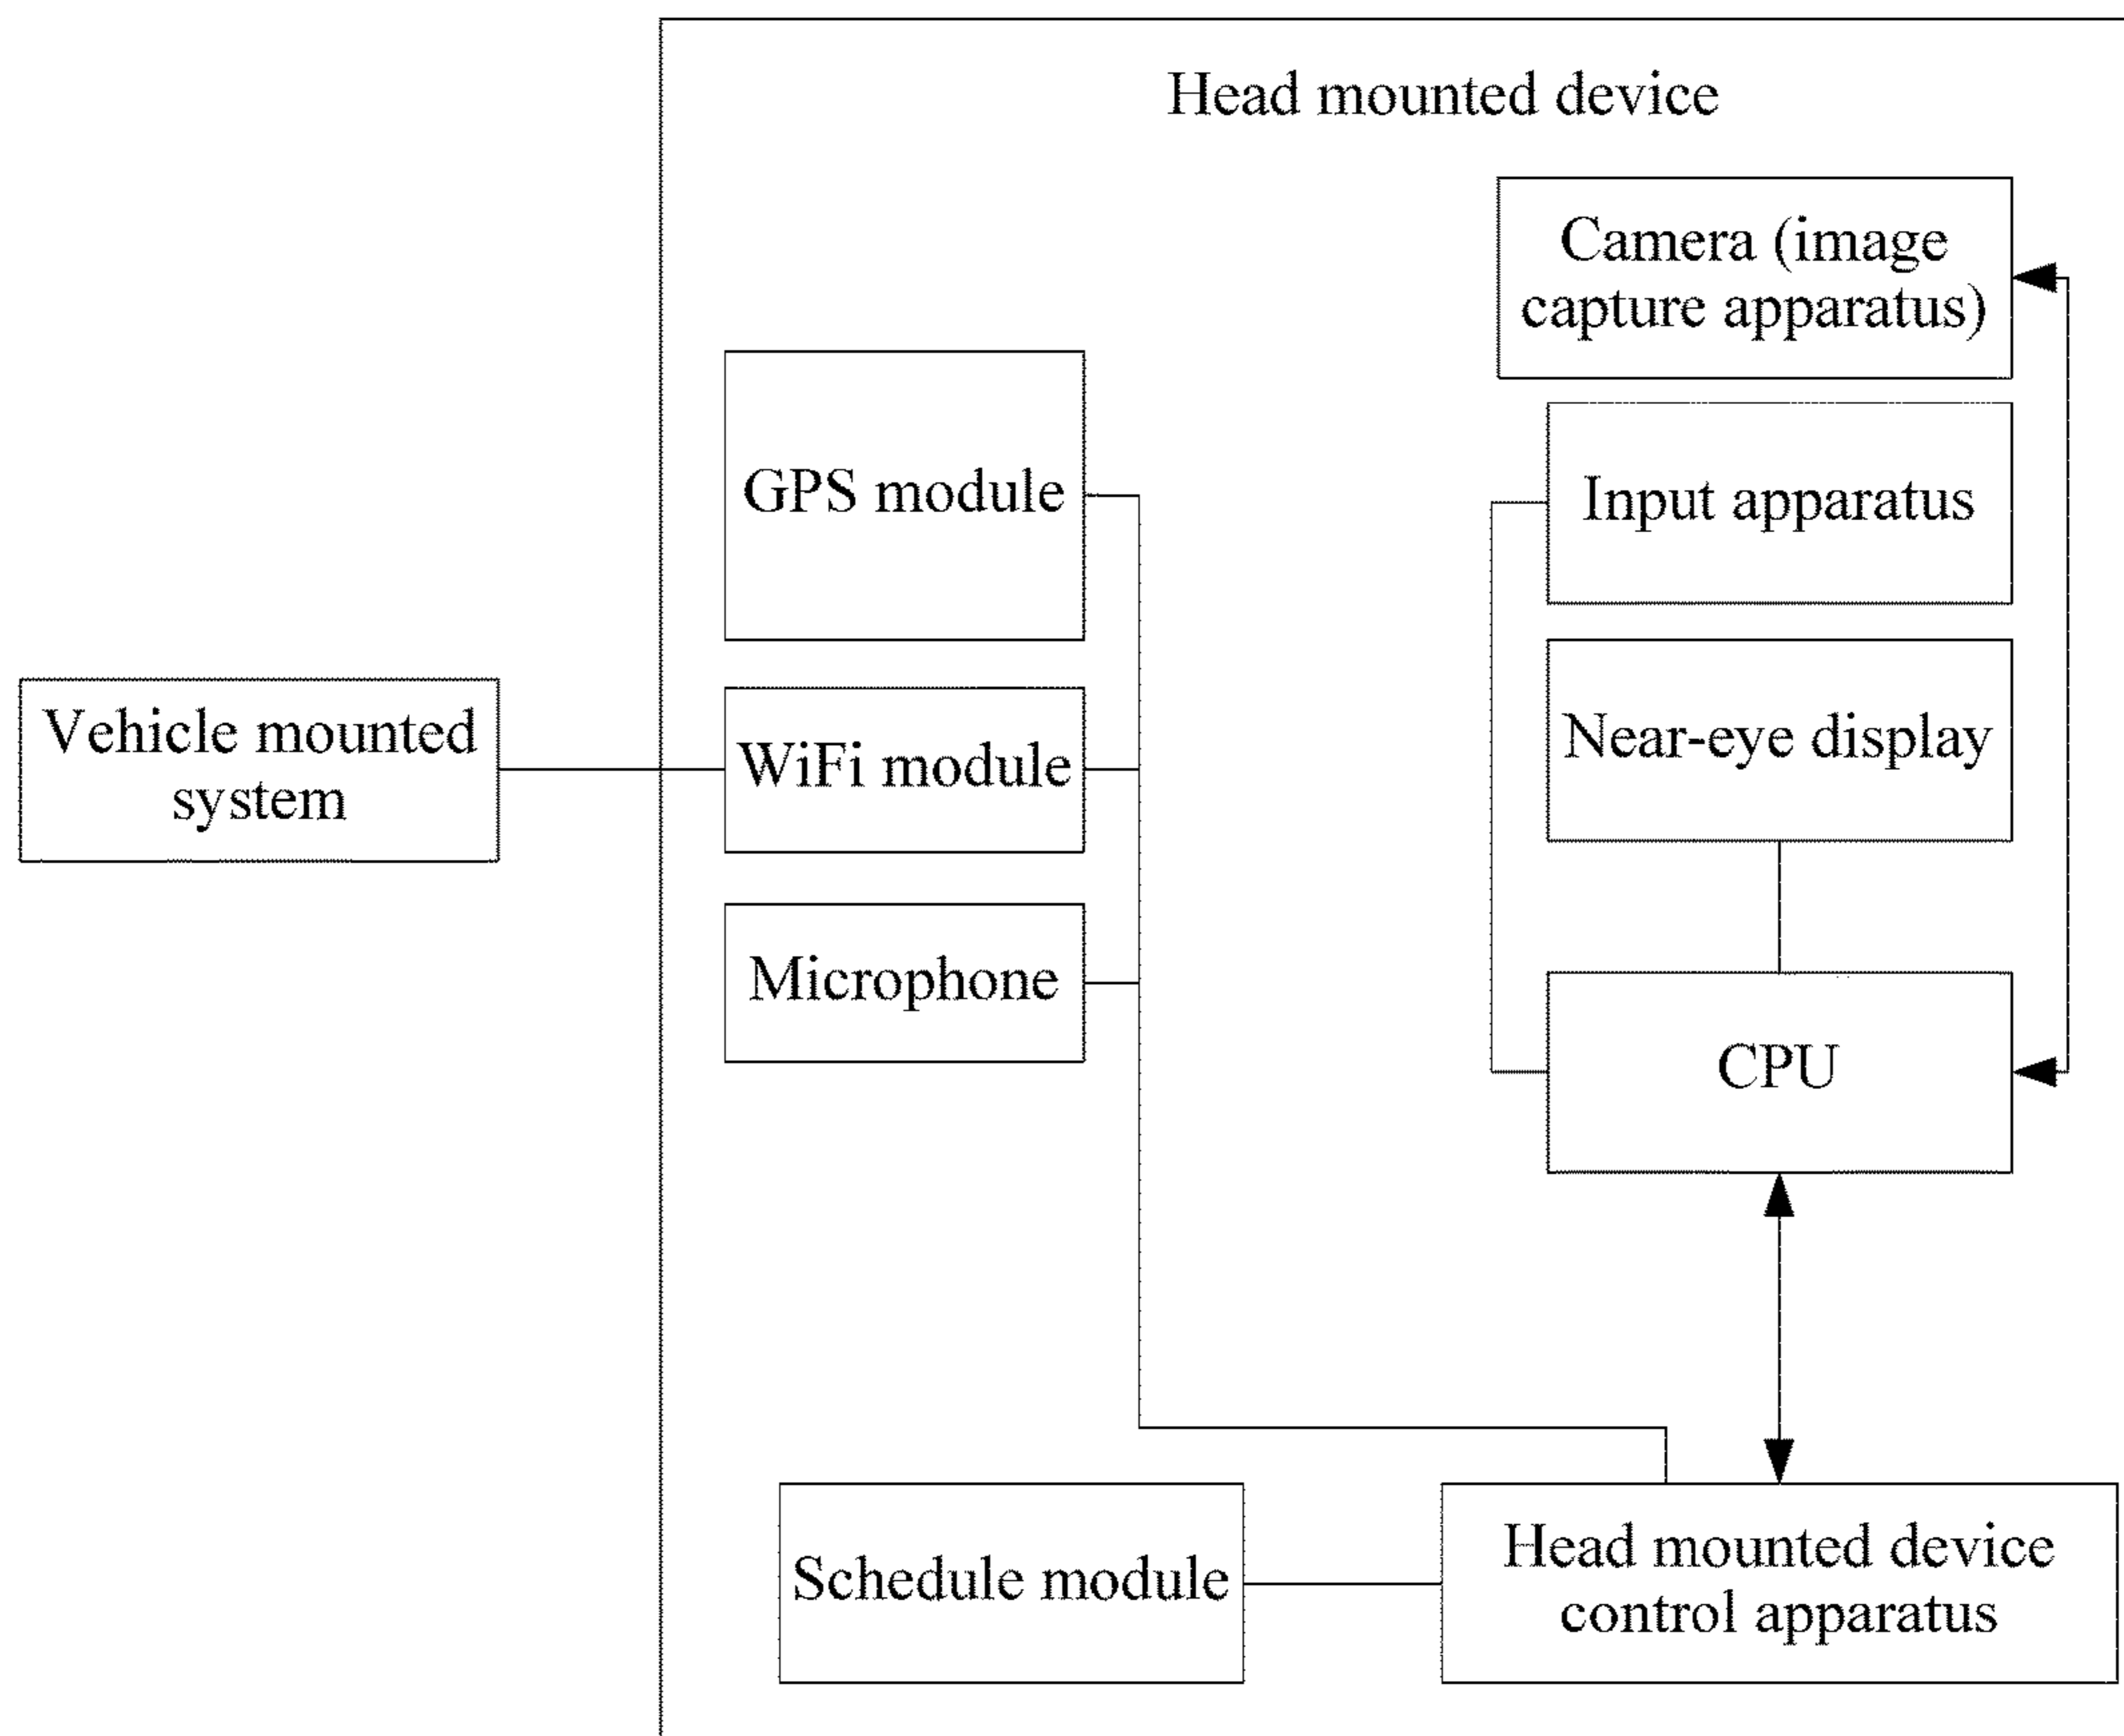 Head mounted device
Camera (image
capture apparatus)
GPS module
Input apparatus
Vehicle mounted
system
WiFi module
Near-eye display
Microphone
CPU
Schedule module
Head mounted device
control apparatus